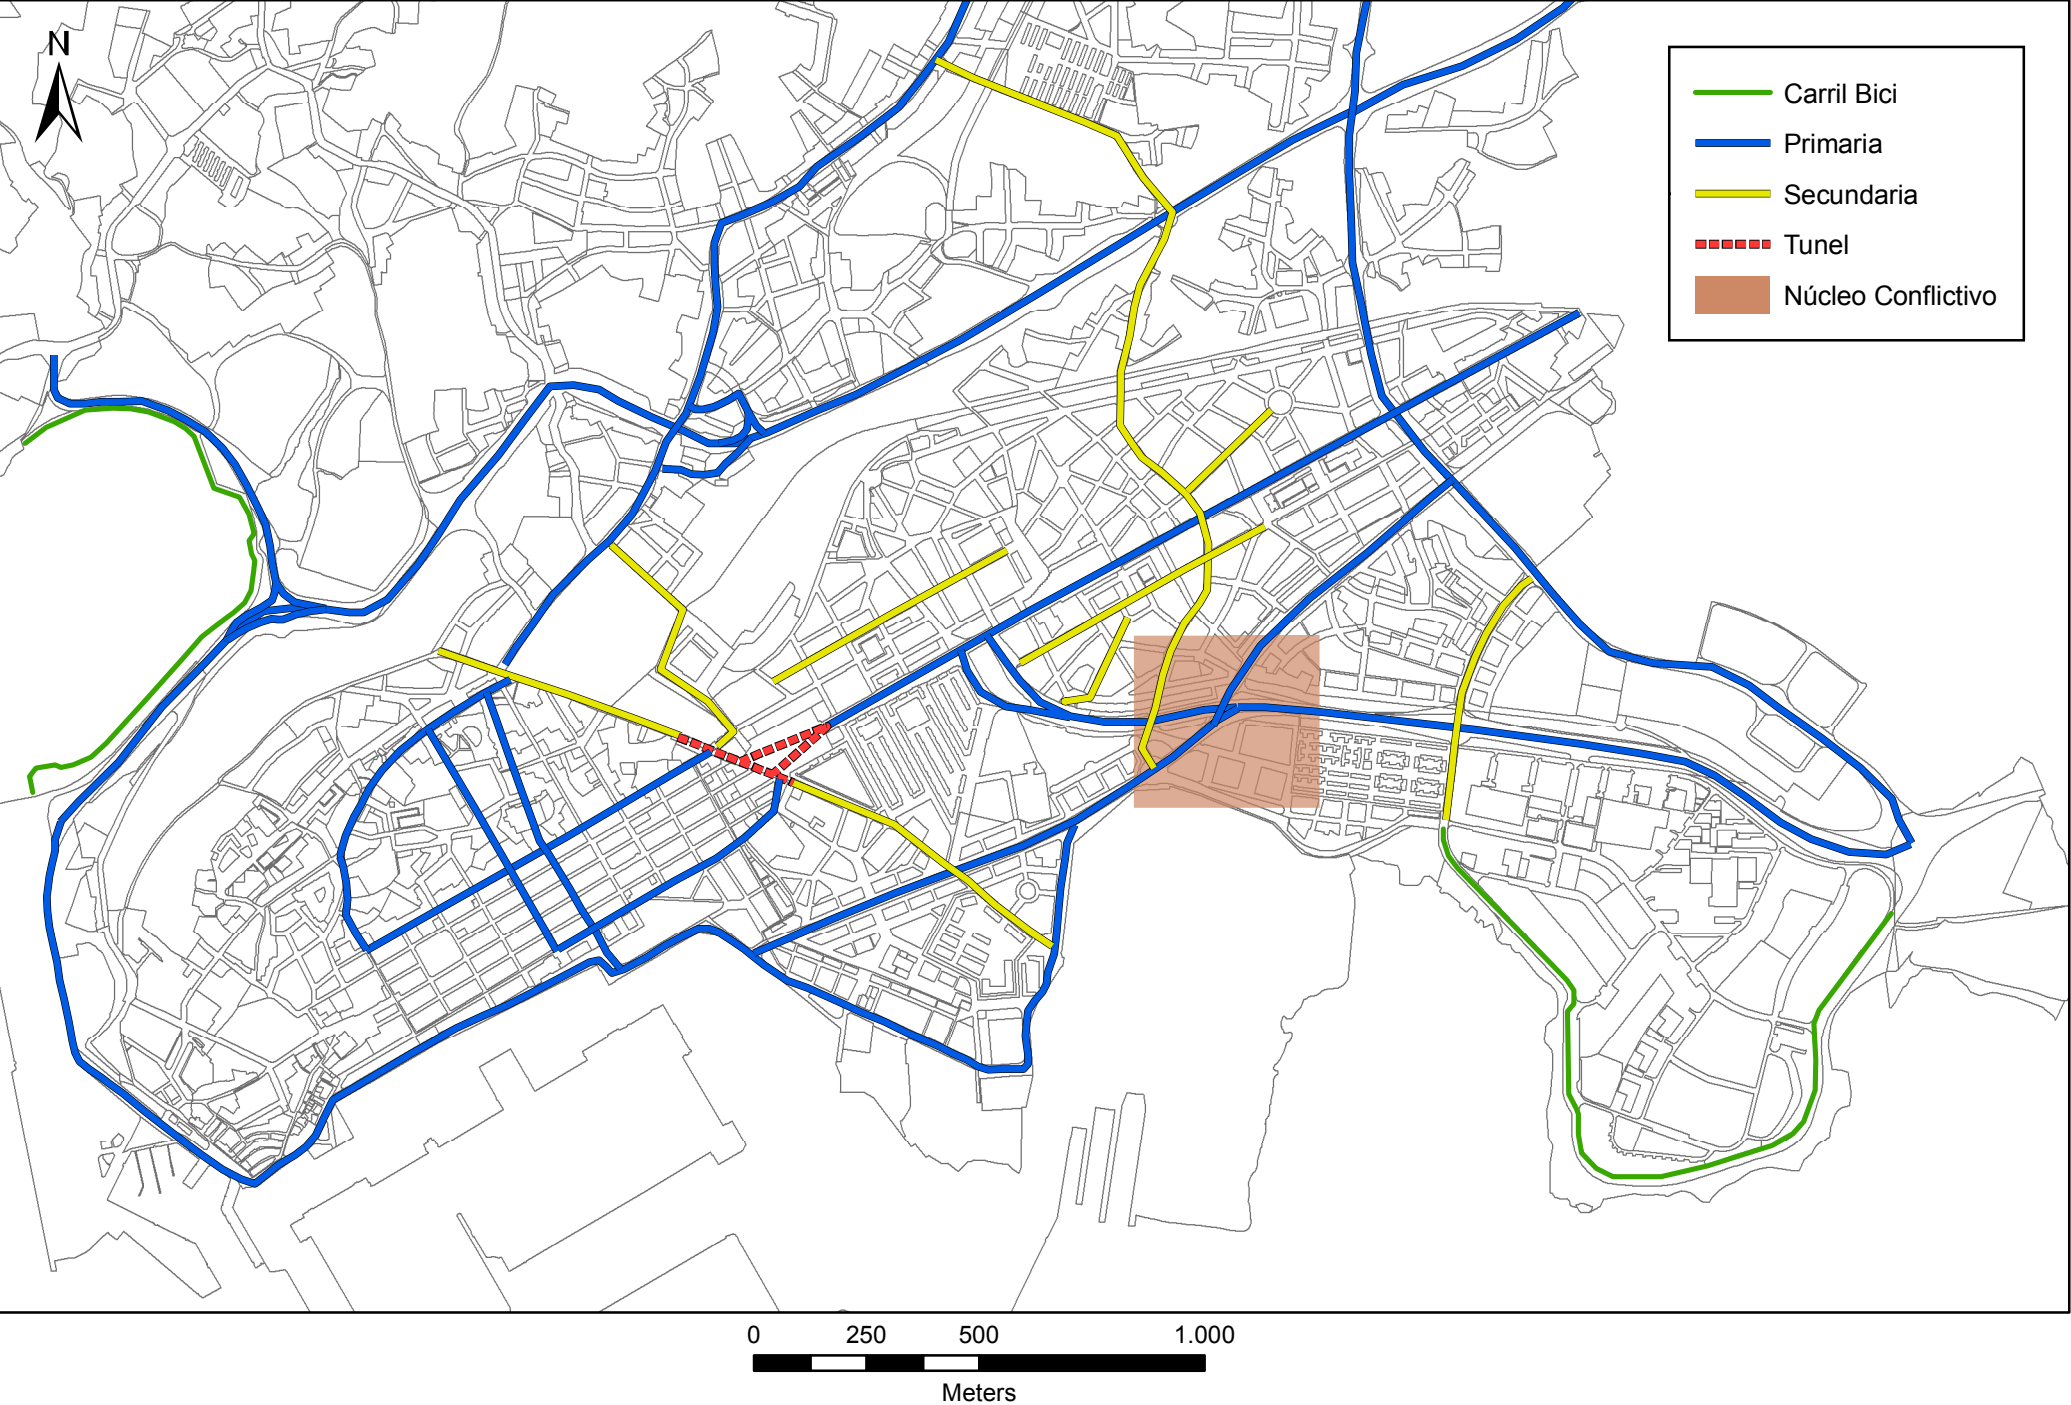 N
Carril Bici
Primaria
Secundaria
Tunel
Núcleo Conflictivo
0 250 500 1.000
Meters